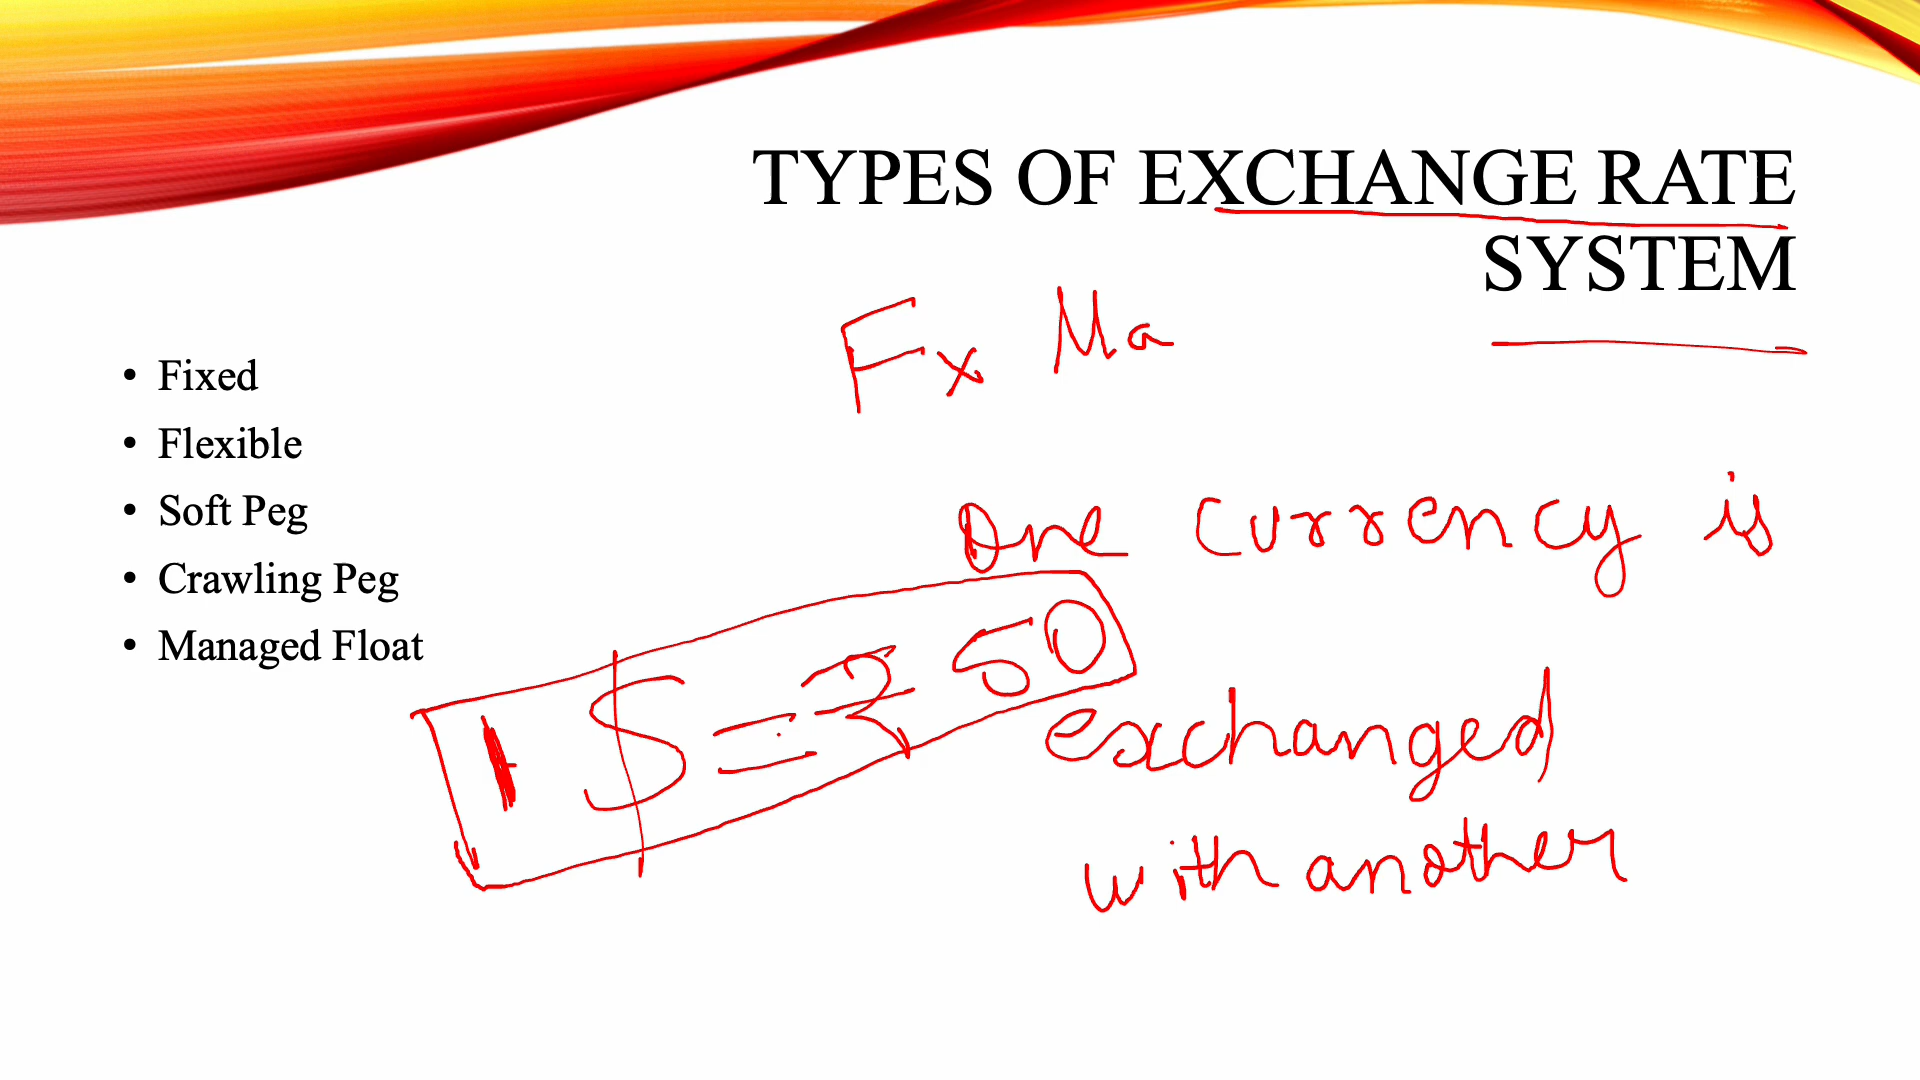 TYPES OF EXCHANGE RATE
SYSTEM
• Fixed
• Flexible
• Soft Peg
• Crawling Peg
• Managed Float
Fx Ma
One currency is
exchanged
with another
1 $ = ₹ 50